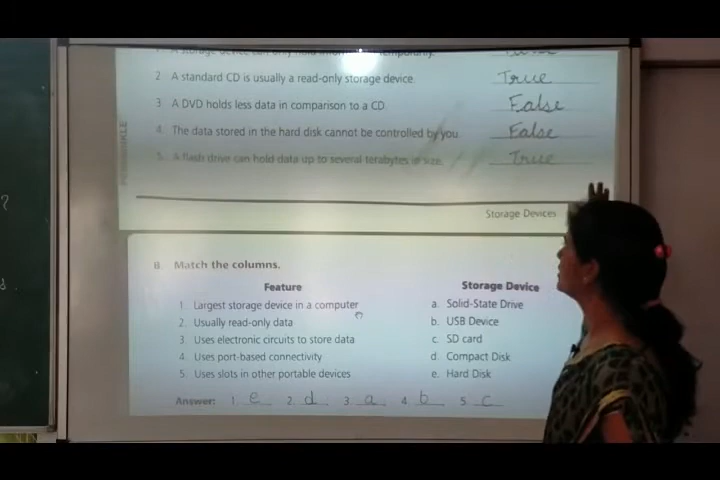 2 A standard CD is usually a read-only storage device. True
3 A DVD holds less data in comparison to a CD. False
4. The data stored in the hard disk cannot be controlled by you False
5. A flash drive can hold data up to several terabytes in size. True
PERIWINKLE
Storage Devices
B. Match the columns.
Feature Storage Device
1. Largest storage device in a computer a. Solid-State Drive
2. Usually read-only data b. USB Device
3. Uses electronic circuits to store data c. SD card
4. Uses port-based connectivity d. Compact Disk
5. Uses slots in other portable devices e. Hard Disk
Answer: 1. e 2. d 3. a 4. b 5. c